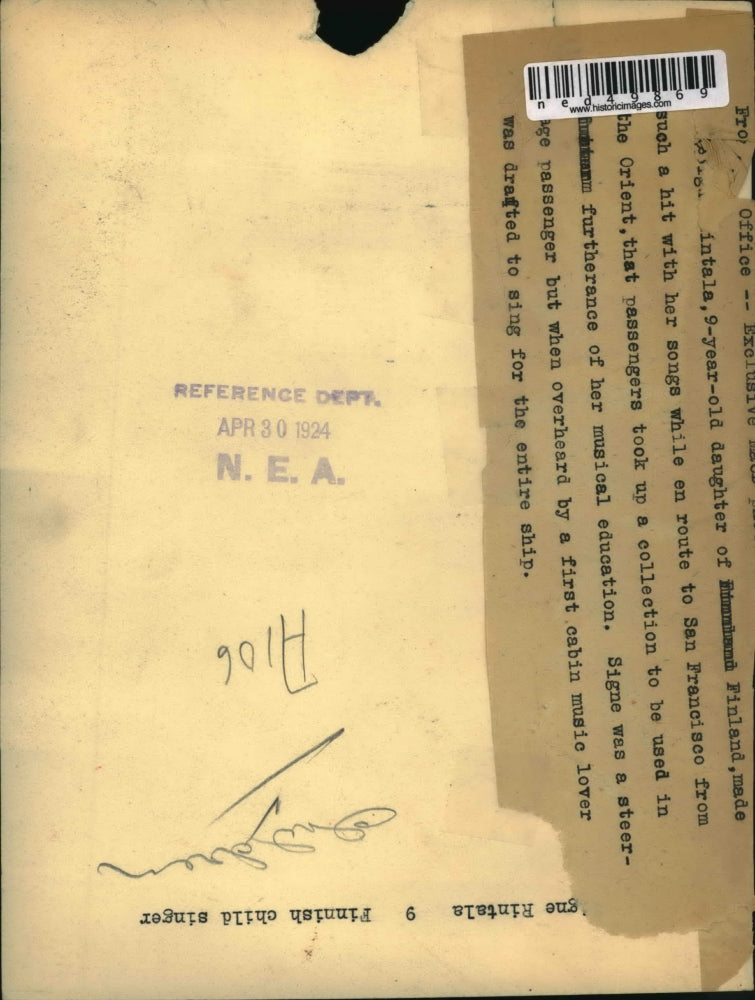 Office -- Exclusive
intala, 9-year-old daughter of Finland, made
such a hit with her songs while en route to San Francisco from
the Orient, that passengers took up a collection to be used in
furtherance of her musical education. Signe was a steer-
age passenger but when overheard by a first cabin music lover
was drafted to sing for the entire ship.
ned49869
www.historicimages.com
REFERENCE DEPT.
APR 30 1924
N. E. A.
A106
Children
gne Rintala 9 Finnish child singer